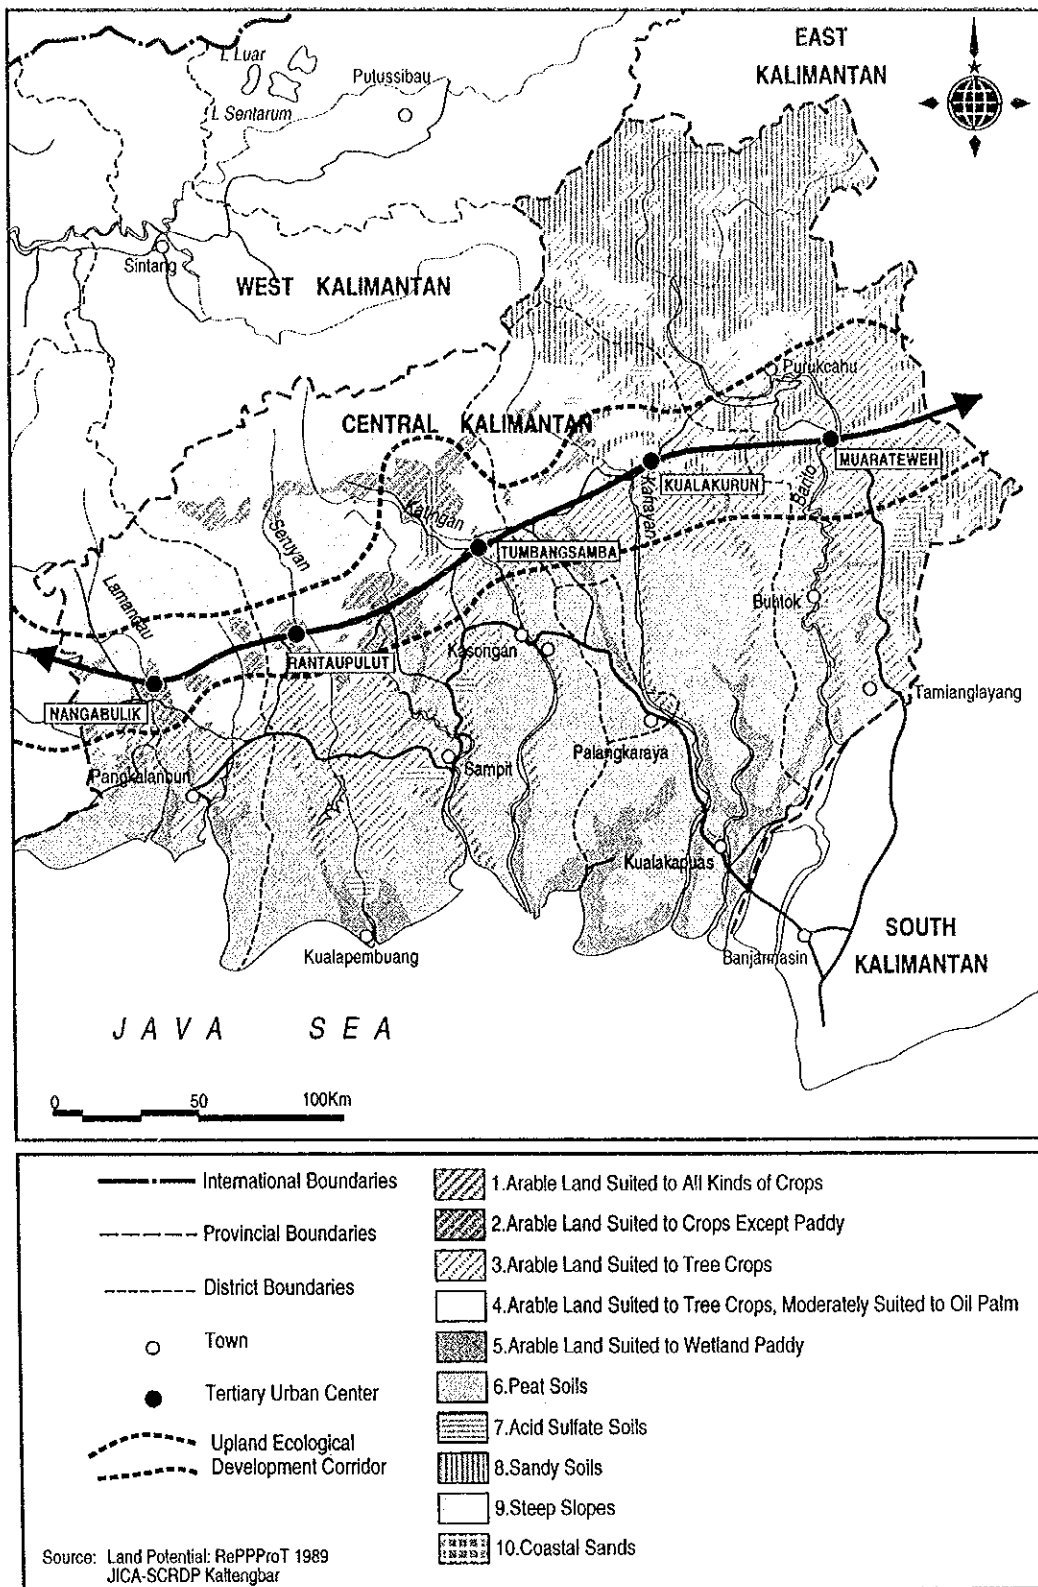 EAST
KALIMANTAN
L Luar
Putussibau
L Sentarum
Sintang
WEST KALIMANTAN
Purukcahu
CENTRAL KALIMANTAN
MUARATEWEH
KUALAKURUN
Barito
Kahayan
Katingan
Seruyan
TUMBANGSAMBA
Lamandau
Buntok
Kasongan
RANTAUPULUT
Tamianglayang
NANGABULIK
Palangkaraya
Sampit
Pangkalanbun
Kualakapuas
SOUTH
KALIMANTAN
Banjarmasin
Kualapembuang
JAVA SEA
0 50 100Km
International Boundaries
Provincial Boundaries
District Boundaries
Town
Tertiary Urban Center
Upland Ecological
Development Corridor
1.Arable Land Suited to All Kinds of Crops
2.Arable Land Suited to Crops Except Paddy
3.Arable Land Suited to Tree Crops
4.Arable Land Suited to Tree Crops, Moderately Suited to Oil Palm
5.Arable Land Suited to Wetland Paddy
6.Peat Soils
7.Acid Sulfate Soils
8.Sandy Soils
9.Steep Slopes
10.Coastal Sands
Source: Land Potential: RePPProT 1989
JICA-SCRDP Kaltengbar